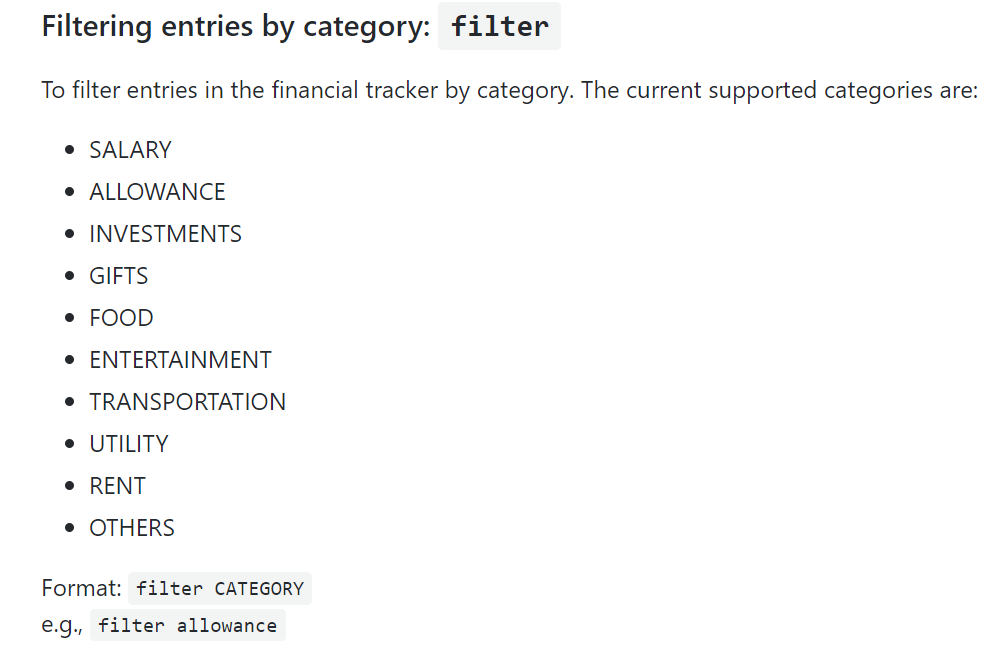 Filtering entries by category: filter
To filter entries in the financial tracker by category. The current supported categories are:
• SALARY
• ALLOWANCE
• INVESTMENTS
• GIFTS
• FOOD
• ENTERTAINMENT
• TRANSPORTATION
• UTILITY
• RENT
• OTHERS
Format: filter CATEGORY
e.g., filter allowance